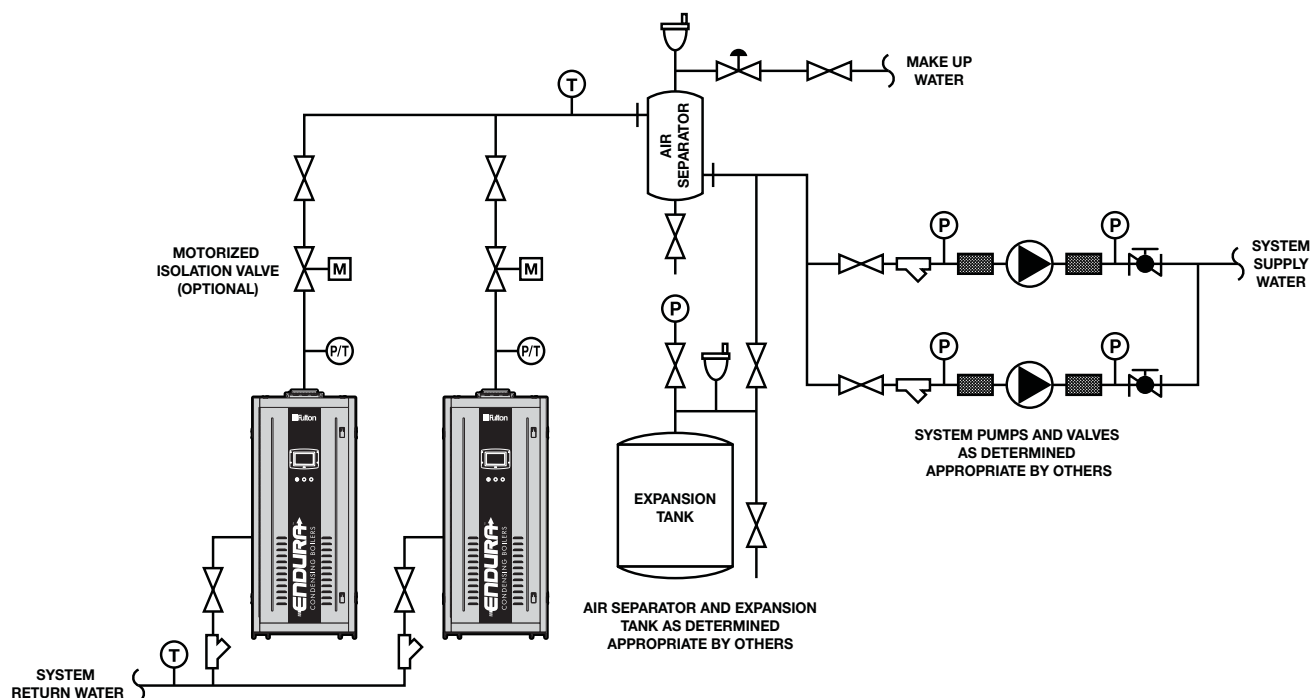 MAKE UP
WATER
T
AIR
SEPARATOR
MOTORIZED
ISOLATION VALVE
(OPTIONAL)
M
M
P
P
SYSTEM
SUPPLY
WATER
P
P/T
P/T
P
P
Fulton
Fulton
SYSTEM PUMPS AND VALVES
AS DETERMINED
APPROPRIATE BY OTHERS
EXPANSION
TANK
ENDURA
CONDENSING BOILERS
ENDURA
CONDENSING BOILERS
AIR SEPARATOR AND EXPANSION
TANK AS DETERMINED
APPROPRIATE BY OTHERS
T
SYSTEM
RETURN WATER